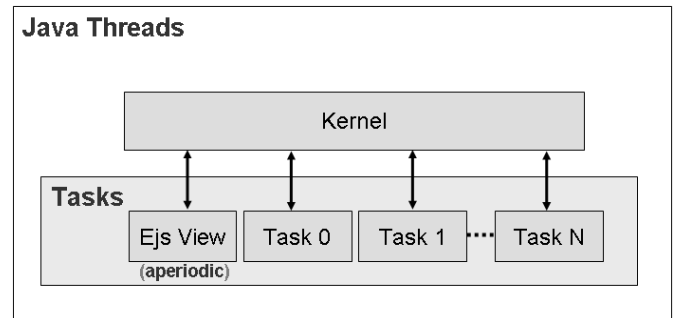 Java Threads
Kernel
Tasks
Ejs View Task 0 Task 1 Task N
(aperiodic)